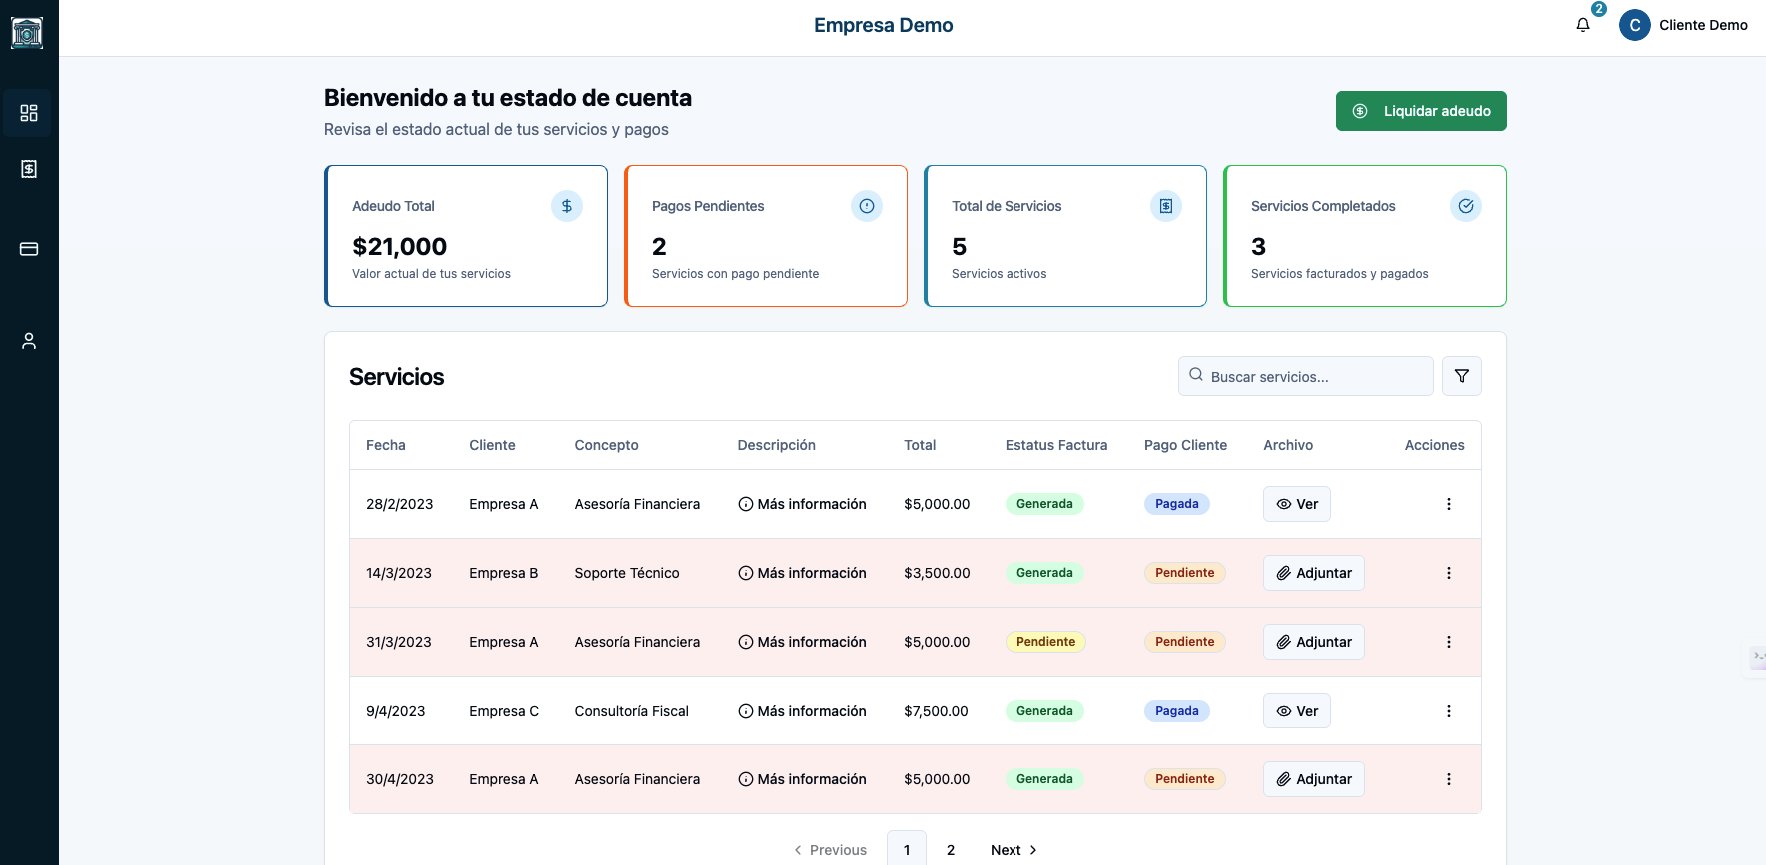 Empresa Demo
2
C
Cliente Demo
Bienvenido a tu estado de cuenta
Revisa el estado actual de tus servicios y pagos
Liquidar adeudo
Adeudo Total
$21,000
Valor actual de tus servicios
Pagos Pendientes
2
Servicios con pago pendiente
Total de Servicios
5
Servicios activos
Servicios Completados
3
Servicios facturados y pagados
Servicios
Buscar servicios...
Fecha Cliente Concepto Descripción Total Estatus Factura Pago Cliente Archivo Acciones
28/2/2023 Empresa A Asesoría Financiera Más información $5,000.00 Generada Pagada Ver
14/3/2023 Empresa B Soporte Técnico Más información $3,500.00 Generada Pendiente Adjuntar
31/3/2023 Empresa A Asesoría Financiera Más información $5,000.00 Pendiente Pendiente Adjuntar
9/4/2023 Empresa C Consultoría Fiscal Más información $7,500.00 Generada Pagada Ver
30/4/2023 Empresa A Asesoría Financiera Más información $5,000.00 Generada Pendiente Adjuntar
Previous 1 2 Next